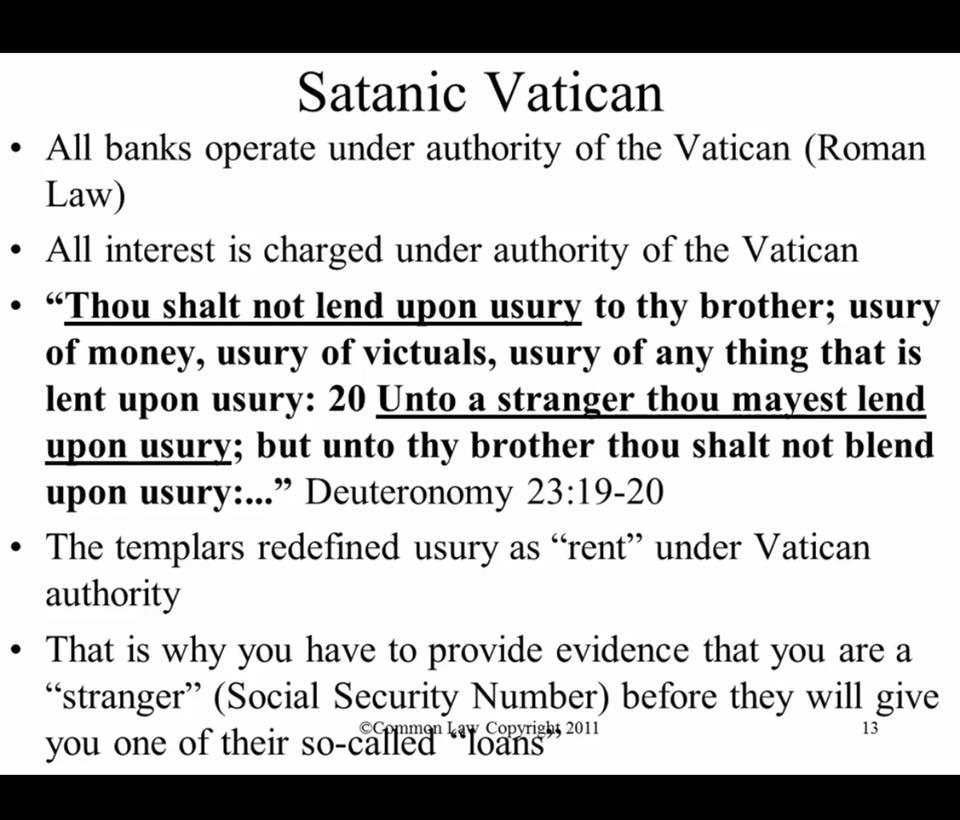 Satanic Vatican
• All banks operate under authority of the Vatican (Roman
Law)
• All interest is charged under authority of the Vatican
• “Thou shalt not lend upon usury to thy brother; usury
of money, usury of victuals, usury of any thing that is
lent upon usury: 20 Unto a stranger thou mayest lend
upon usury; but unto thy brother thou shalt not blend
upon usury:...” Deuteronomy 23:19-20
• The templars redefined usury as “rent” under Vatican
authority
• That is why you have to provide evidence that you are a
“stranger” (Social Security Number) before they will give
you one of their so-called “loans”
©Common Law Copyright 2011
13